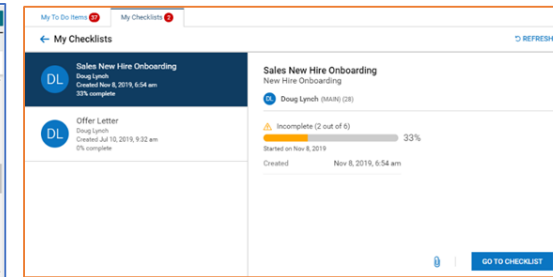 My To Do Items 37 My Checklists 2
← My Checklists
REFRESH
DL
Sales New Hire Onboarding
Doug Lynch
Created Nov 8, 2019, 6:54 am
33% complete
DL
Offer Letter
Doug Lynch
Created Jul 10, 2019, 9:32 am
0% complete
Sales New Hire Onboarding
New Hire Onboarding
DL Doug Lynch (MAIN) (28)
Incomplete (2 out of 6)
33%
Started on Nov 8, 2019
Created Nov 8, 2019, 6:54 am
GO TO CHECKLIST